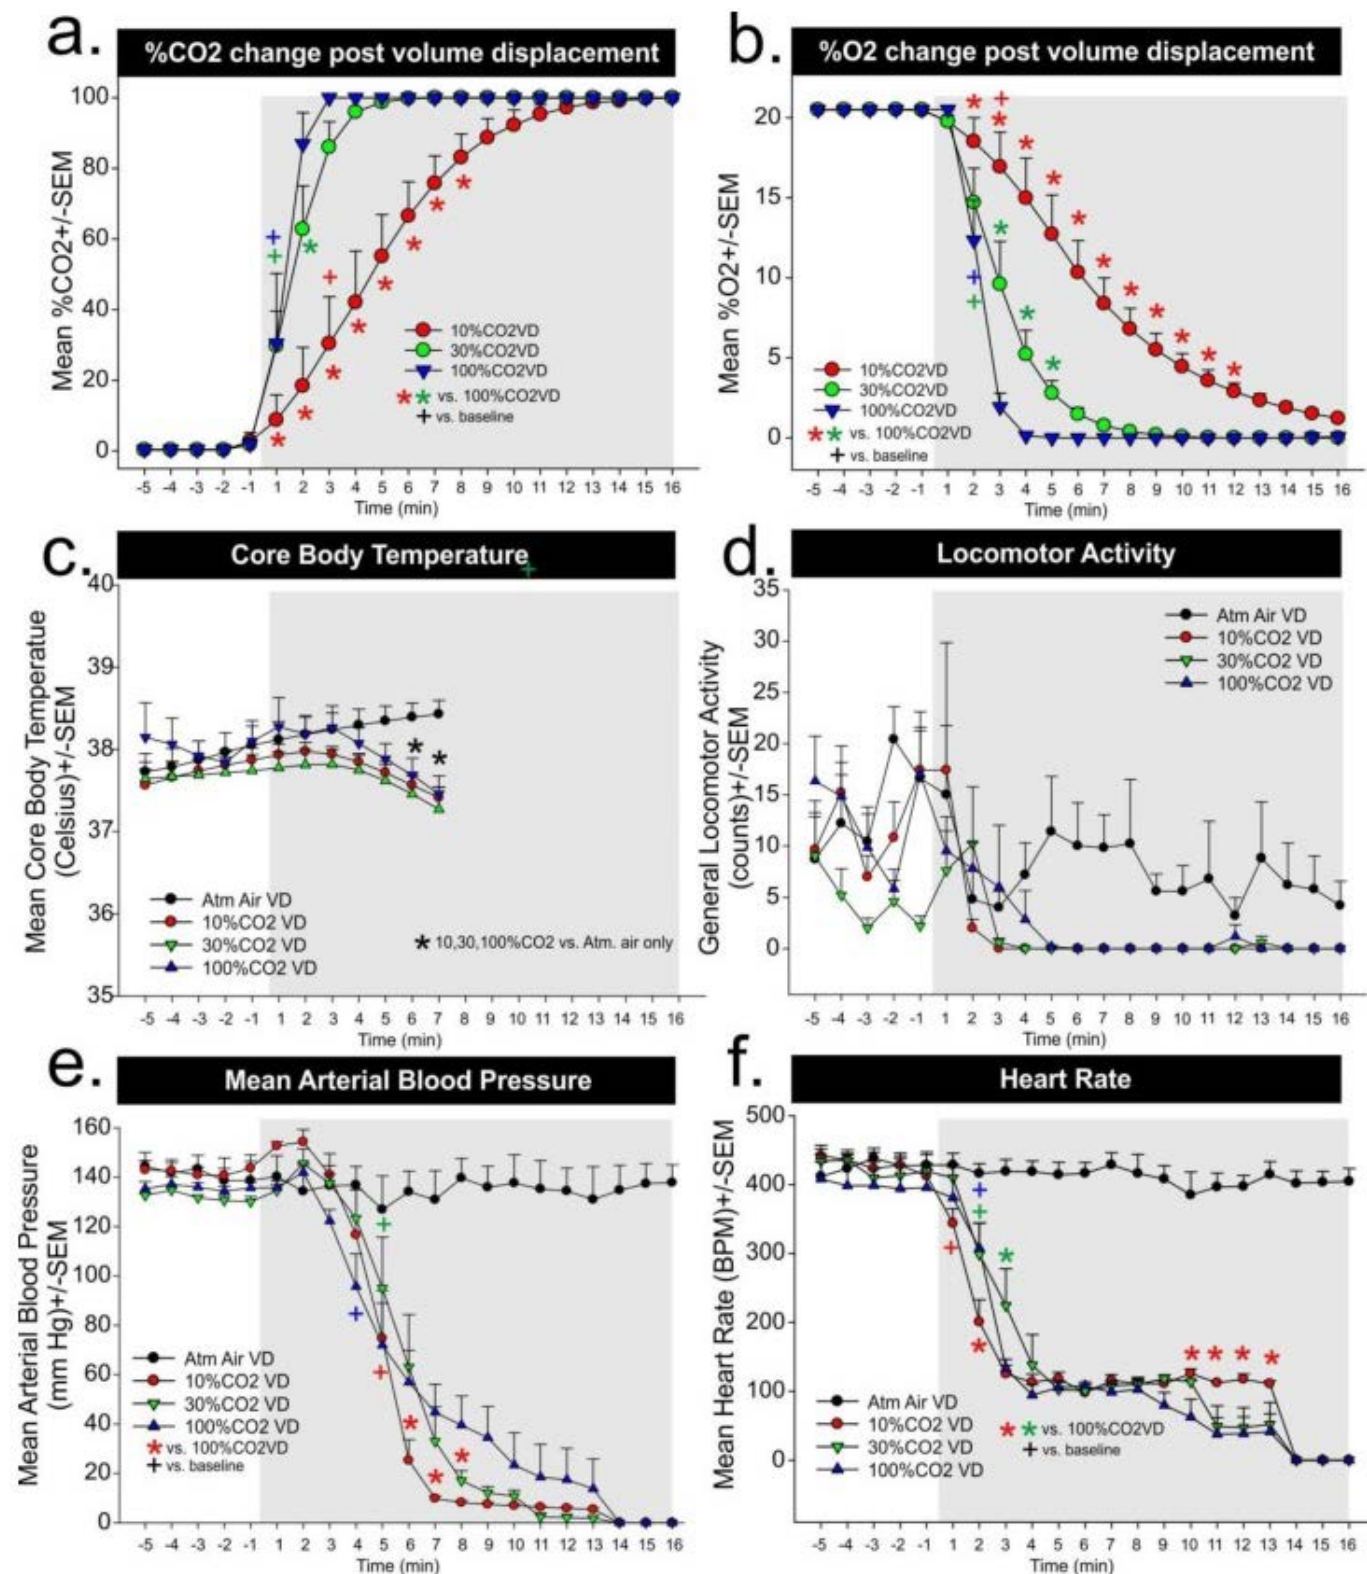 a.
%CO2 change post volume displacement
Mean %CO2+/-SEM
100
80
60
40
20
0
10%CO2VD
30%CO2VD
100%CO2VD
** vs. 100%CO2VD
+ vs. baseline
-5 -4 -3 -2 -1 1 2 3 4 5 6 7 8 9 10 11 12 13 14 15 16
Time (min)
b.
%O2 change post volume displacement
Mean %O2+/-SEM
20
15
10
5
0
10%CO2VD
30%CO2VD
100%CO2VD
** vs. 100%CO2VD
+ vs. baseline
-5 -4 -3 -2 -1 1 2 3 4 5 6 7 8 9 10 11 12 13 14 15 16
Time (min)
c.
Core Body Temperature
Mean Core Body Temperatue
(Celsius)+/-SEM
40
39
38
37
36
35
Atm Air VD
10%CO2 VD
30%CO2 VD
100%CO2 VD
* 10,30,100%CO2 vs. Atm. air only
-5 -4 -3 -2 -1 1 2 3 4 5 6 7 8 9 10 11 12 13 14 15 16
Time (min)
d.
Locomotor Activity
General Locomotor Activity
(counts)+/-SEM
35
30
25
20
15
10
5
0
Atm Air VD
10%CO2 VD
30%CO2 VD
100%CO2 VD
-5 -4 -3 -2 -1 1 2 3 4 5 6 7 8 9 10 11 12 13 14 15 16
Time (min)
e.
Mean Arterial Blood Pressure
Mean Arterial Blood Pressure
(mm Hg)+/-SEM
160
140
120
100
80
60
40
20
0
Atm Air VD
10%CO2 VD
30%CO2 VD
100%CO2 VD
* vs. 100%CO2VD
+ vs. baseline
-5 -4 -3 -2 -1 1 2 3 4 5 6 7 8 9 10 11 12 13 14 15 16
Time (min)
f.
Heart Rate
Mean Heart Rate (BPM)+/-SEM
500
400
300
200
100
0
Atm Air VD
10%CO2 VD
30%CO2 VD
100%CO2 VD
* * vs. 100%CO2VD
+ vs. baseline
-5 -4 -3 -2 -1 1 2 3 4 5 6 7 8 9 10 11 12 13 14 15 16
Time (min)